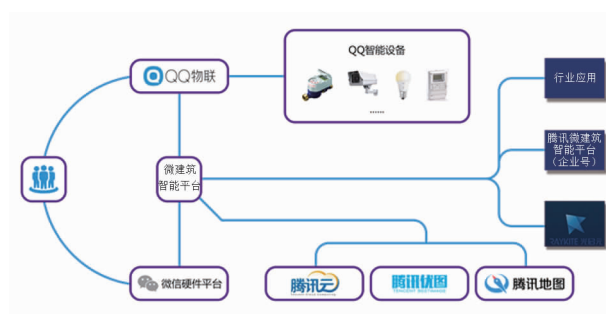 QQ智能设备
QQ物联
......
行业应用
腾讯微建筑
智能平台
(企业号)
微建筑
智能平台
微信硬件平台
腾讯云
腾讯优图
TENCENT BESTIMAGE
腾讯地图